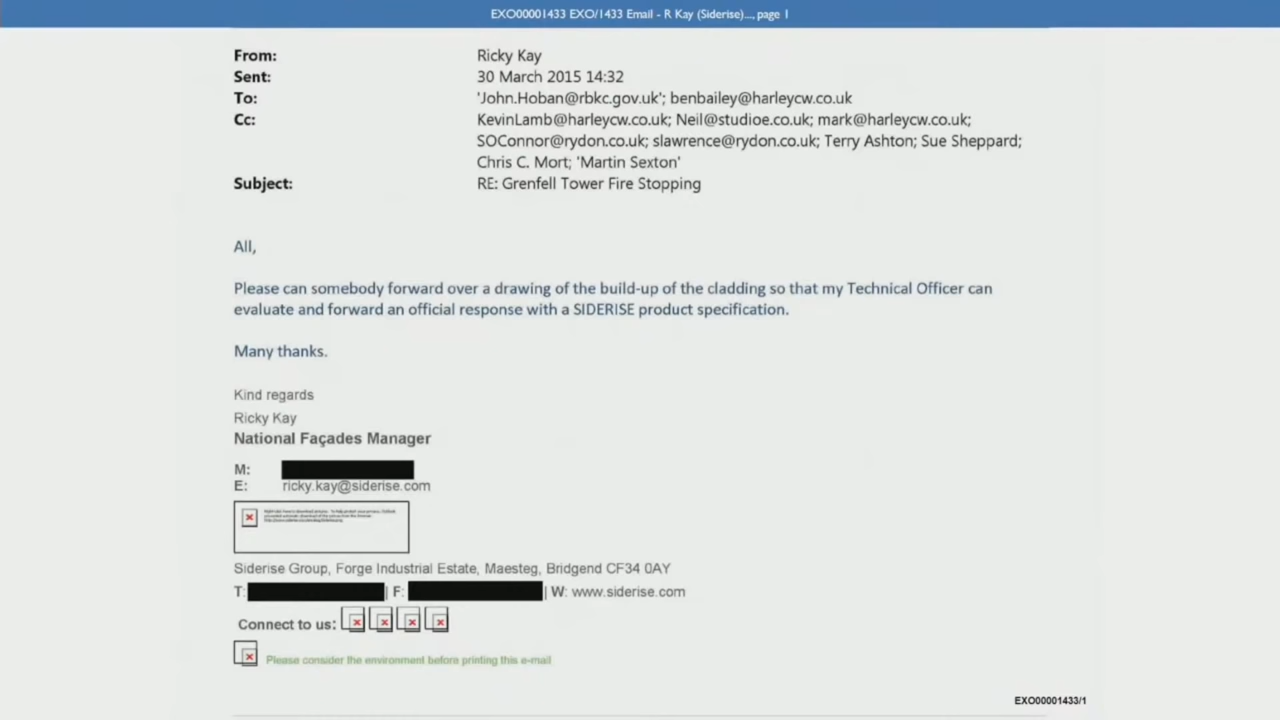 EXO00001433 EXO/1433 Email - R Kay (Siderise)..., page 1
From: Ricky Kay
Sent: 30 March 2015 14:32
To: 'John.Hoban@rbkc.gov.uk'; benbailey@harleycw.co.uk
Cc: KevinLamb@harleycw.co.uk; Neil@studioe.co.uk; mark@harleycw.co.uk;
SOConnor@rydon.co.uk; slawrence@rydon.co.uk; Terry Ashton; Sue Sheppard;
Chris C. Mort; 'Martin Sexton'
Subject: RE: Grenfell Tower Fire Stopping
All,
Please can somebody forward over a drawing of the build-up of the cladding so that my Technical Officer can
evaluate and forward an official response with a SIDERISE product specification.
Many thanks.
Kind regards
Ricky Kay
National Façades Manager
M:
E: ricky.kay@siderise.com
Siderise Group, Forge Industrial Estate, Maesteg, Bridgend CF34 0AY
T: | F: | W: www.siderise.com
Connect to us:
Please consider the environment before printing this e-mail
EXO00001433/1